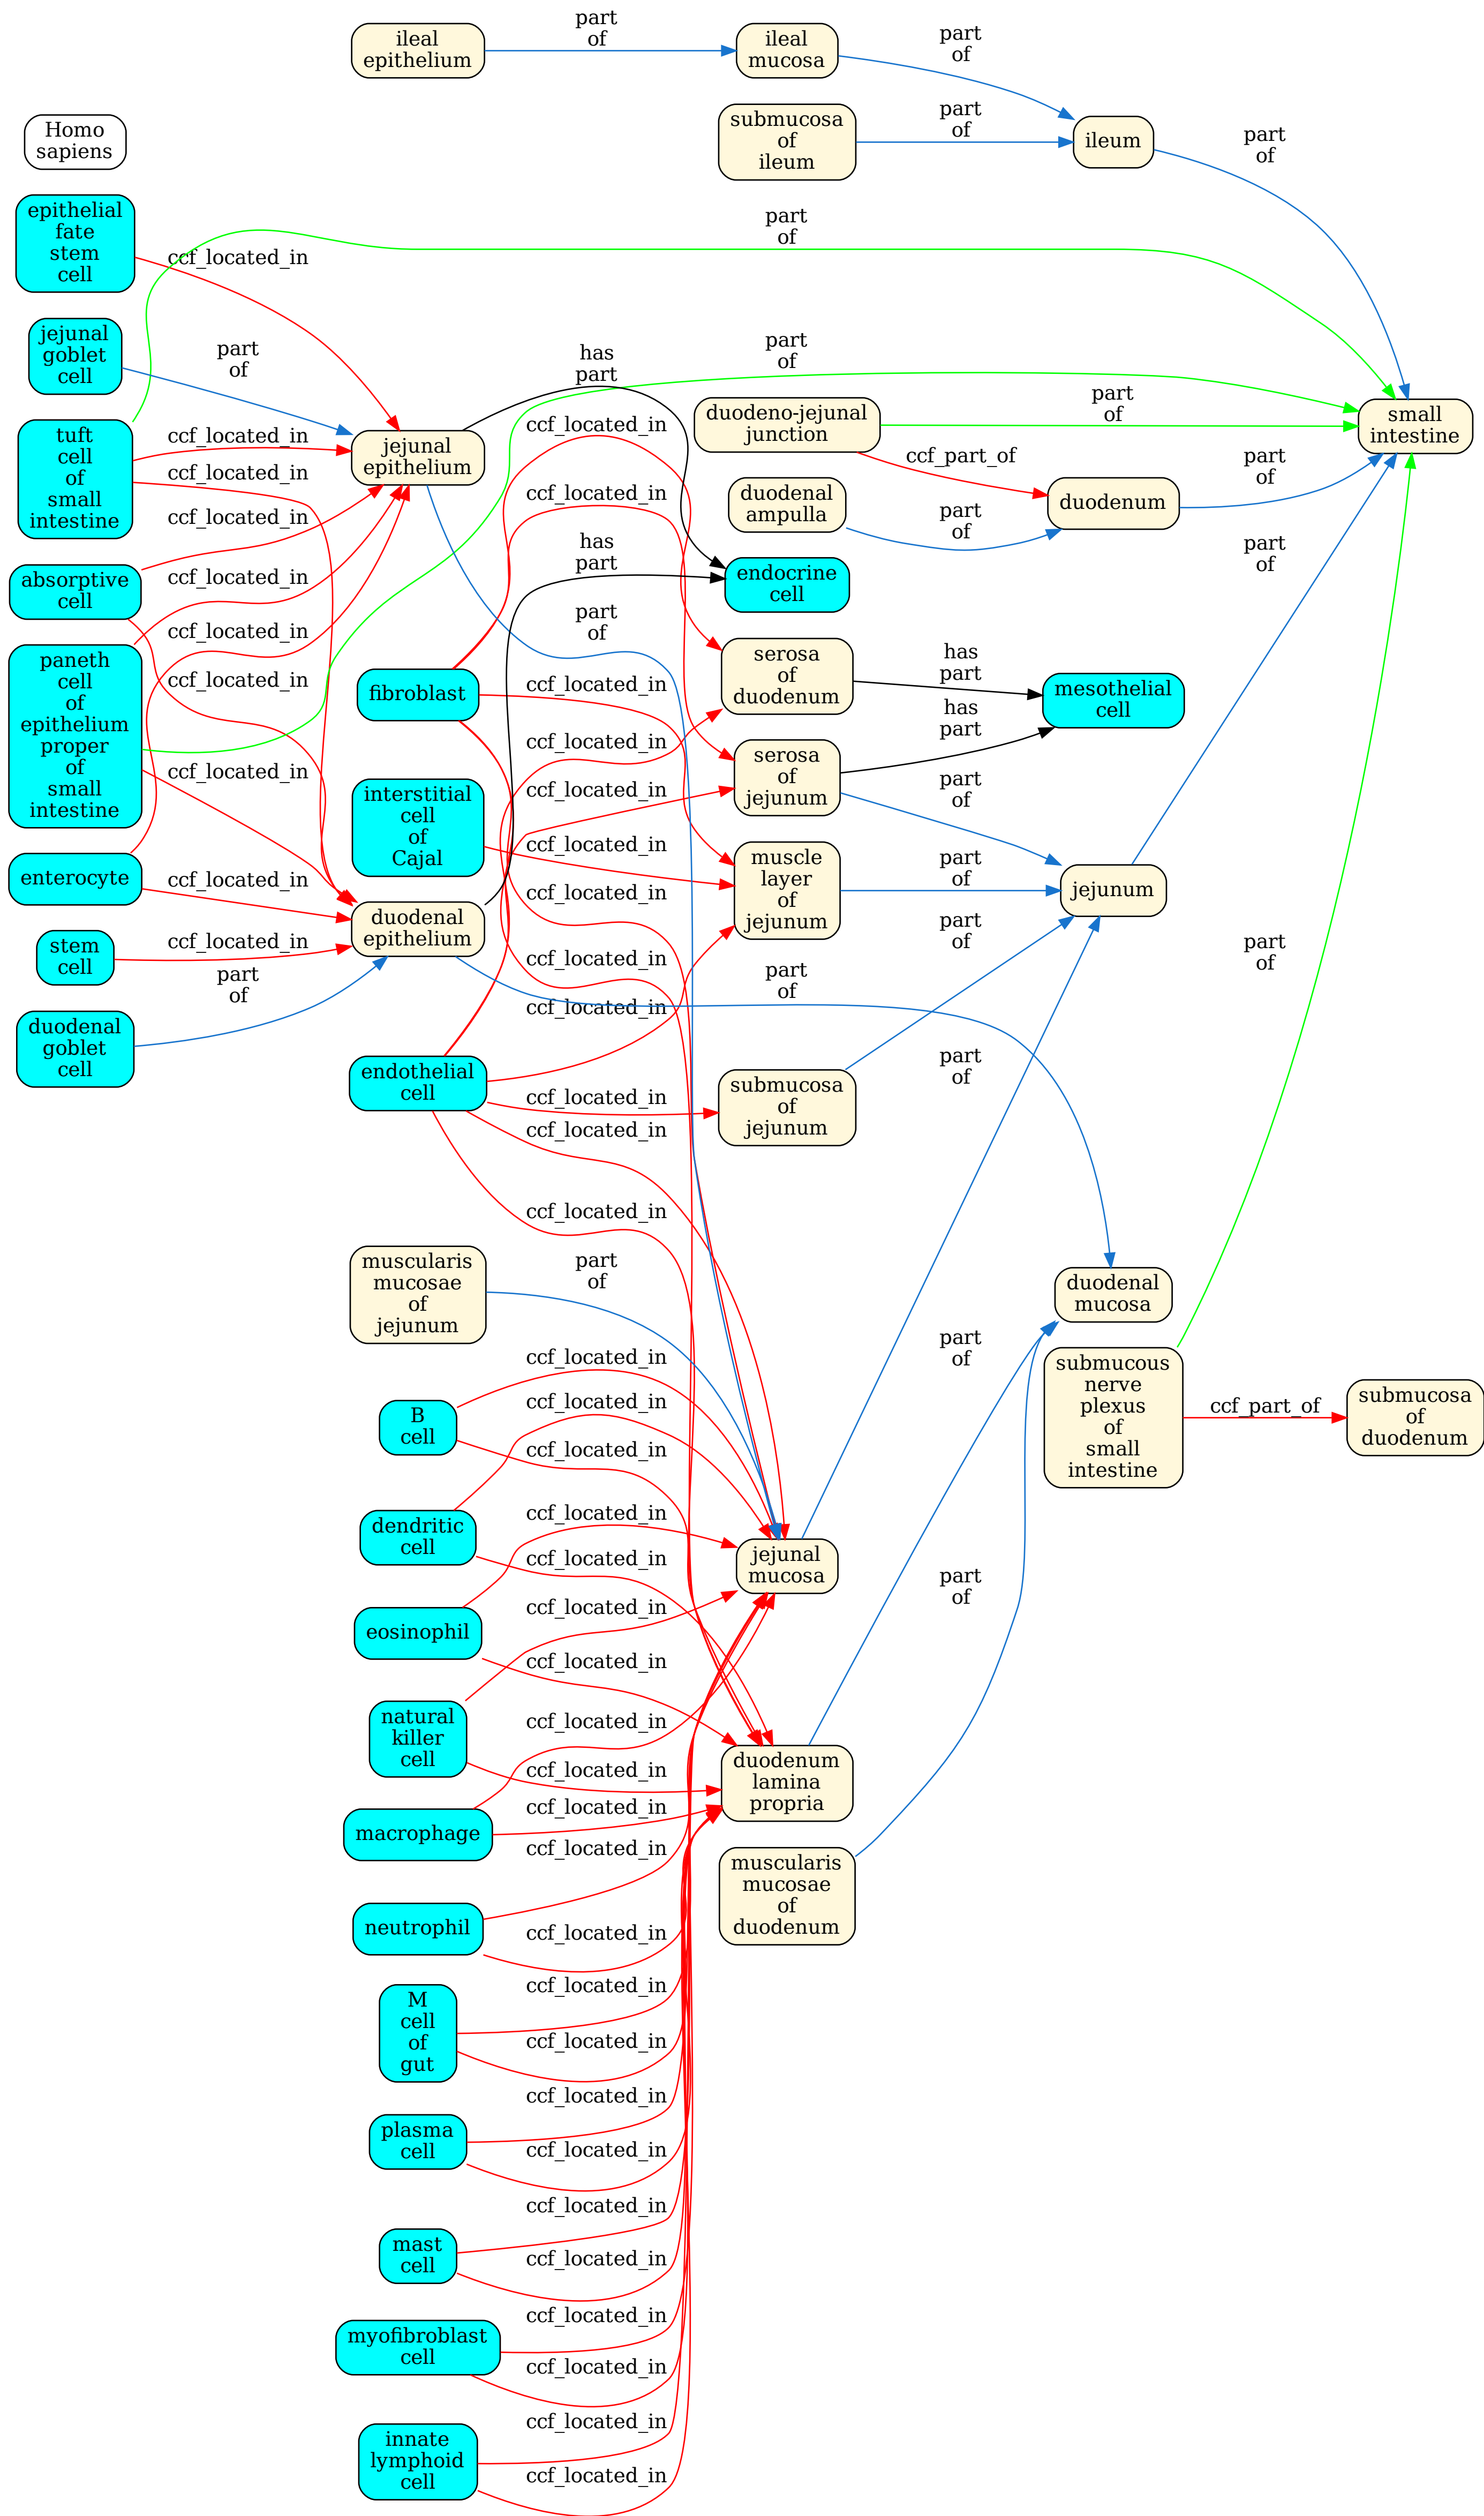 part
of
ileal
epithelium
ileal
mucosa
part
of
submucosa
of
ileum
part
of
ileum
part
of
Homo
sapiens
epithelial
fate
stem
cell
ccf_located_in
part
of
jejunal
goblet
cell
part
of
has
part
part
of
tuft
cell
of
small
intestine
ccf_located_in
ccf_located_in
jejunal
epithelium
ccf_located_in
ccf_located_in
duodeno-jejunal
junction
part
of
small
intestine
ccf_part_of
duodenal
ampulla
part
of
duodenum
part
of
absorptive
cell
ccf_located_in
ccf_located_in
ccf_located_in
ccf_located_in
has
part
part
of
endocrine
cell
part
of
paneth
cell
of
epithelium
proper
of
small
intestine
ccf_located_in
fibroblast
ccf_located_in
ccf_located_in
serosa
of
duodenum
has
part
mesothelial
cell
has
part
interstitial
cell
of
Cajal
ccf_located_in
ccf_located_in
serosa
of
jejunum
part
of
enterocyte
ccf_located_in
ccf_located_in
muscle
layer
of
jejunum
part
of
jejunum
stem
cell
ccf_located_in
part
of
duodenal
epithelium
ccf_located_in
ccf_located_in
part
of
part
of
part
of
duodenal
goblet
cell
endothelial
cell
ccf_located_in
ccf_located_in
ccf_located_in
submucosa
of
jejunum
part
of
muscularis
mucosae
of
jejunum
part
of
duodenal
mucosa
B
cell
ccf_located_in
ccf_located_in
ccf_located_in
part
of
submucous
nerve
plexus
of
small
intestine
ccf_part_of
submucosa
of
duodenum
dendritic
cell
ccf_located_in
ccf_located_in
jejunal
mucosa
part
of
eosinophil
ccf_located_in
ccf_located_in
natural
killer
cell
ccf_located_in
ccf_located_in
duodenum
lamina
propria
macrophage
ccf_located_in
ccf_located_in
muscularis
mucosae
of
duodenum
neutrophil
ccf_located_in
M
cell
of
gut
ccf_located_in
ccf_located_in
plasma
cell
ccf_located_in
ccf_located_in
mast
cell
ccf_located_in
ccf_located_in
myofibroblast
cell
ccf_located_in
ccf_located_in
innate
lymphoid
cell
ccf_located_in
ccf_located_in